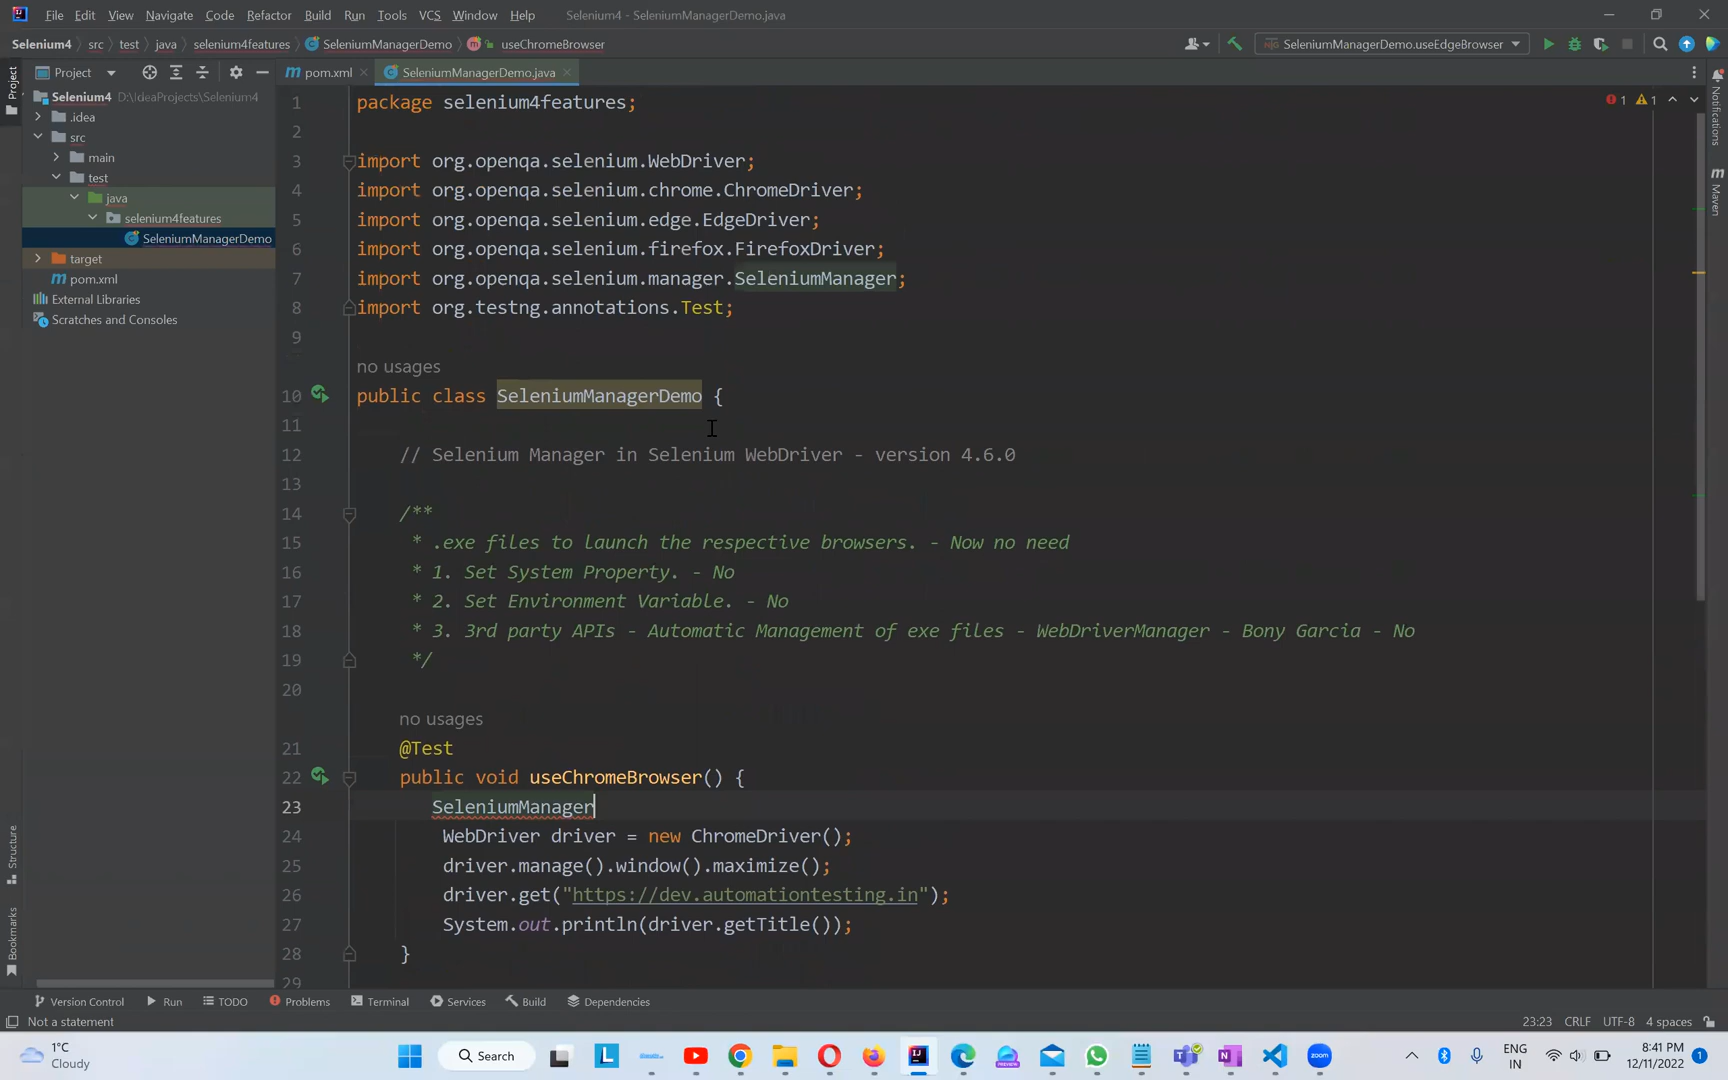 File Edit View Navigate Code Refactor Build Run Tools VCS Window Help Selenium4 - SeleniumManagerDemo.java
Selenium4 src test java selenium4features SeleniumManagerDemo m useChromeBrowser SeleniumManagerDemo.useEdgeBrowser
Project
Project
m pom.xml
SeleniumManagerDemo.java
Selenium4 D:\IdeaProjects\Selenium4
.idea
src
main
test
java
selenium4features
SeleniumManagerDemo
target
m pom.xml
External Libraries
Scratches and Consoles
1 package selenium4features;
2
3 import org.openqa.selenium.WebDriver;
4 import org.openqa.selenium.chrome.ChromeDriver;
5 import org.openqa.selenium.edge.EdgeDriver;
6 import org.openqa.selenium.firefox.FirefoxDriver;
7 import org.openqa.selenium.manager.SeleniumManager;
8 import org.testng.annotations.Test;
9
no usages
10 public class SeleniumManagerDemo {
11
12 // Selenium Manager in Selenium WebDriver - version 4.6.0
13
14 /**
15 * .exe files to launch the respective browsers. - Now no need
16 * 1. Set System Property. - No
17 * 2. Set Environment Variable. - No
18 * 3. 3rd party APIs - Automatic Management of exe files - WebDriverManager - Bony Garcia - No
19 */
20
no usages
21 @Test
22 public void useChromeBrowser() {
23 SeleniumManager
24 WebDriver driver = new ChromeDriver();
25 driver.manage().window().maximize();
26 driver.get("https://dev.automationtesting.in");
27 System.out.println(driver.getTitle());
28 }
29
1 1
Notifications
m Maven
Structure
Bookmarks
Version Control Run TODO Problems Terminal Services Build Dependencies
Not a statement 23:23 CRLF UTF-8 4 spaces
1°C
Cloudy
Search
L
PREVIEW
zoom
ENG
IN
8:41 PM
12/11/2022
1